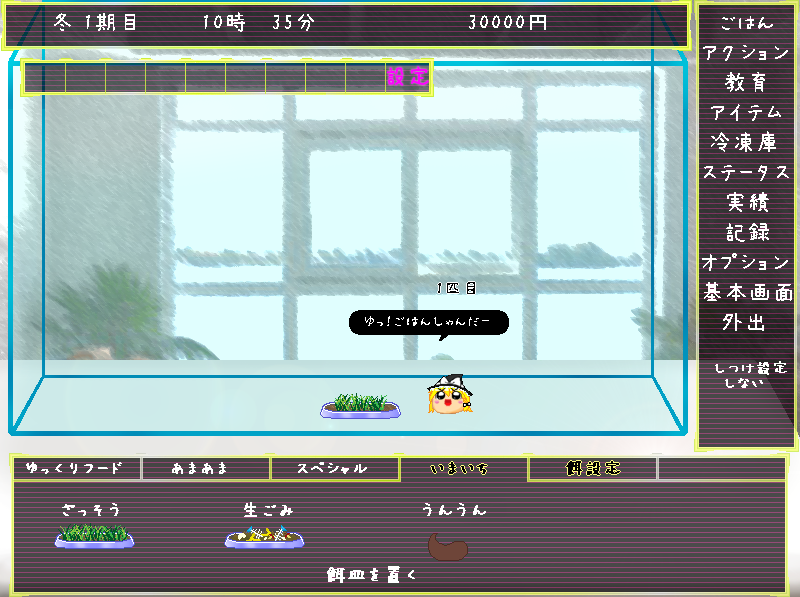 冬 1期目 10時 35分 30000円
設定
ごはん
アクション
教育
アイテム
冷凍庫
ステータス
実績
記録
オプション
基本画面
外出
しつけ設定
しない
1匹目
ゆっ!ごはんしゃんだー
ゆっくりフード あまあま スペシャル いまいち 餌設定
ざっそう 生ごみ うんうん
餌皿を置く